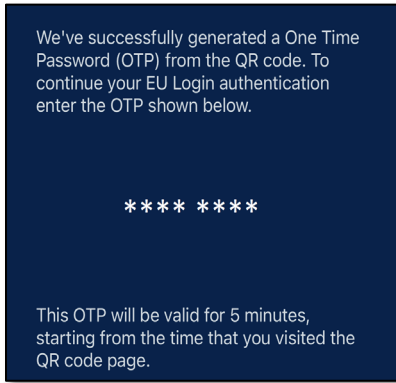 We've successfully generated a One Time
Password (OTP) from the QR code. To
continue your EU Login authentication
enter the OTP shown below.
**** ****
This OTP will be valid for 5 minutes,
starting from the time that you visited the
QR code page.